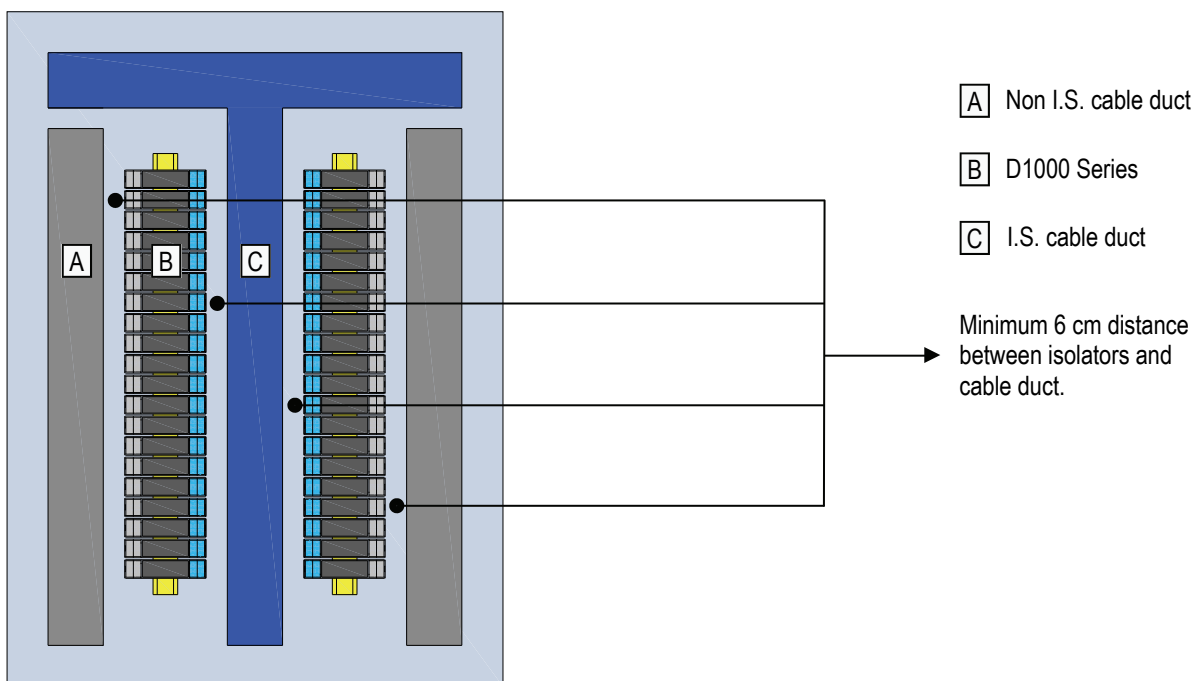 A Non I.S. cable duct
B D1000 Series
A
B
C
C I.S. cable duct
Minimum 6 cm distance
between isolators and
cable duct.